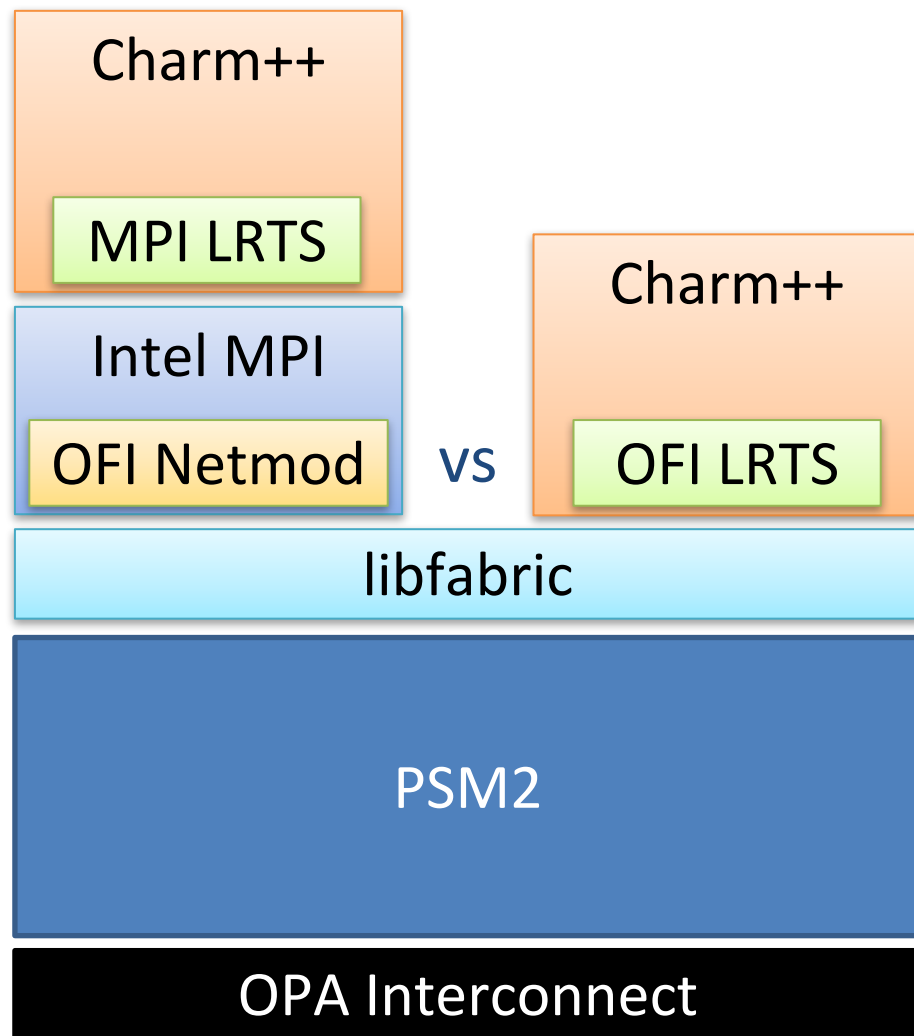 Charm++
MPI LRTS
Intel MPI
OFI Netmod
vs
Charm++
OFI LRTS
libfabric
PSM2
OPA Interconnect